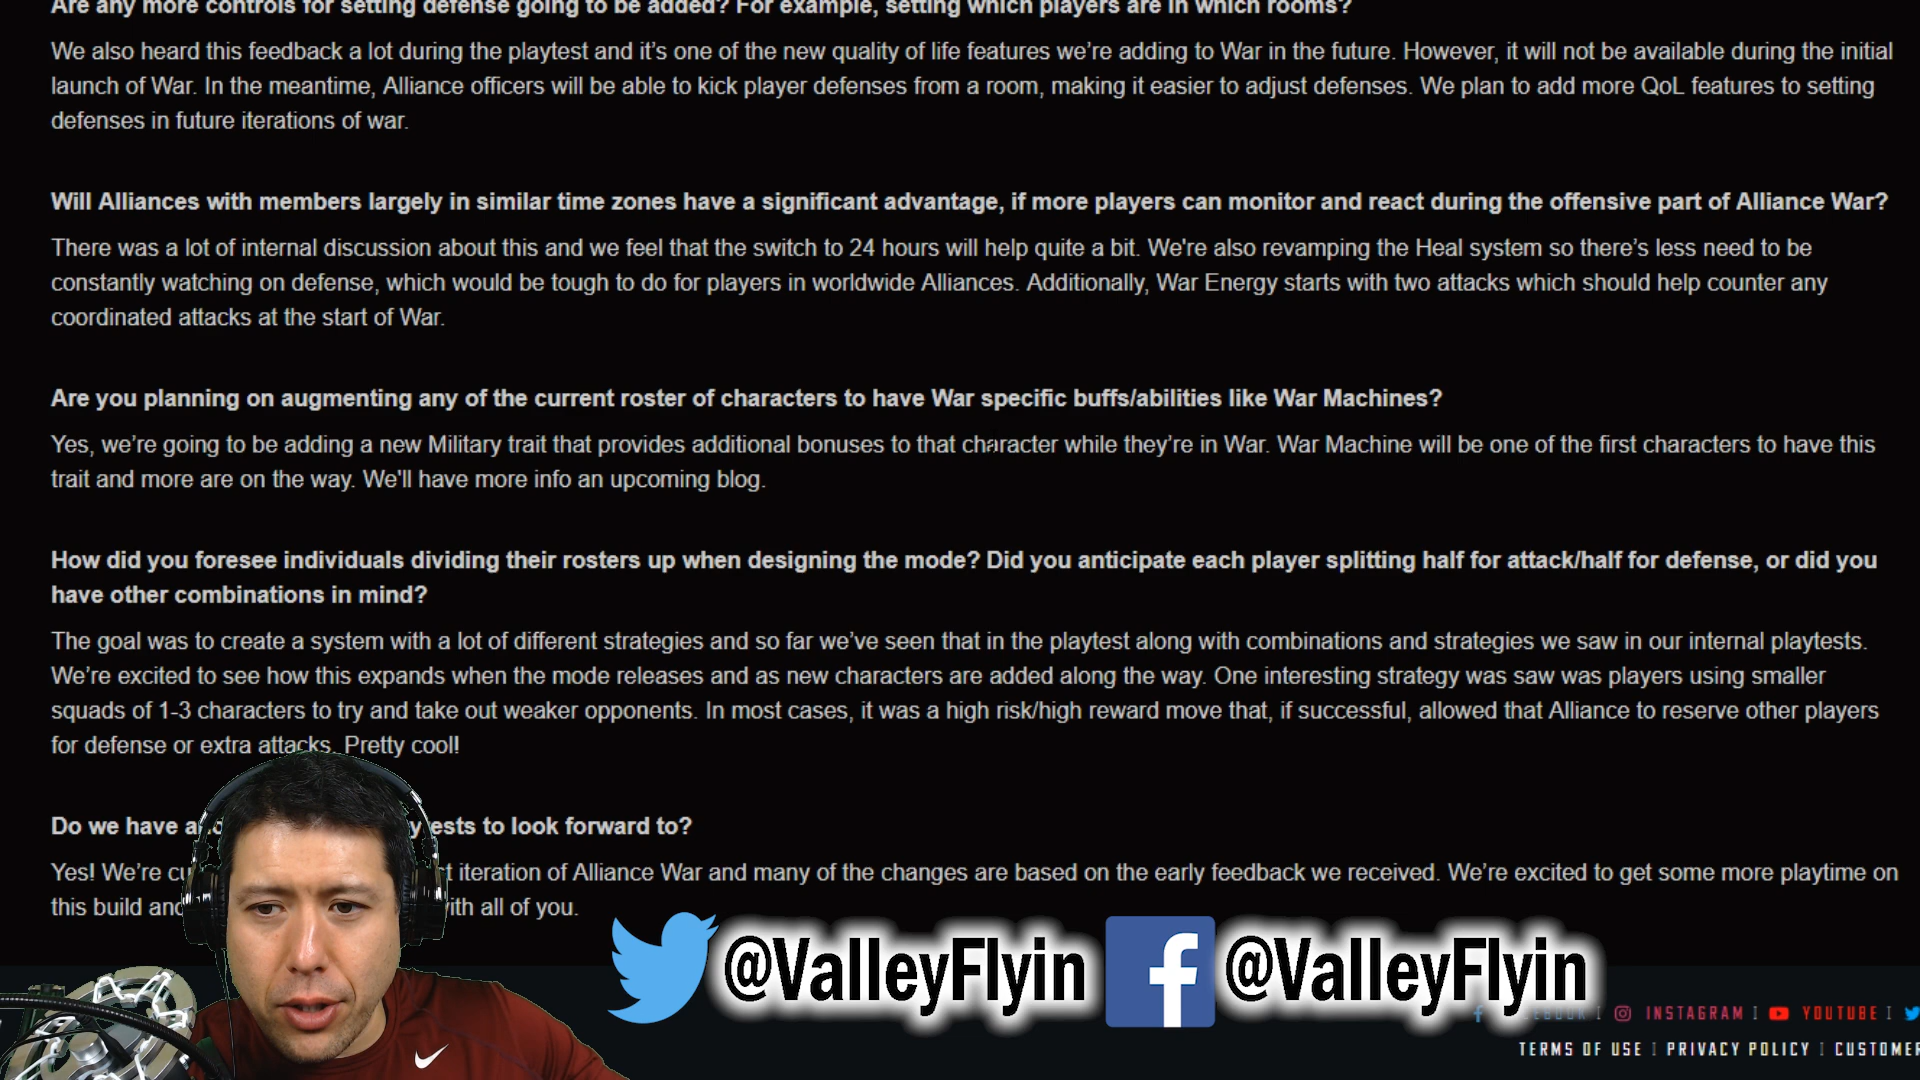 Are any more controls for setting defense going to be added? For example, setting which players are in which rooms?
We also heard this feedback a lot during the playtest and it’s one of the new quality of life features we’re adding to War in the future. However, it will not be available during the initial
launch of War. In the meantime, Alliance officers will be able to kick player defenses from a room, making it easier to adjust defenses. We plan to add more QoL features to setting
defenses in future iterations of war.
Will Alliances with members largely in similar time zones have a significant advantage, if more players can monitor and react during the offensive part of Alliance War?
There was a lot of internal discussion about this and we feel that the switch to 24 hours will help quite a bit. We're also revamping the Heal system so there’s less need to be
constantly watching on defense, which would be tough to do for players in worldwide Alliances. Additionally, War Energy starts with two attacks which should help counter any
coordinated attacks at the start of War.
Are you planning on augmenting any of the current roster of characters to have War specific buffs/abilities like War Machines?
Yes, we’re going to be adding a new Military trait that provides additional bonuses to that character while they’re in War. War Machine will be one of the first characters to have this
trait and more are on the way. We'll have more info an upcoming blog.
How did you foresee individuals dividing their rosters up when designing the mode? Did you anticipate each player splitting half for attack/half for defense, or did you
have other combinations in mind?
The goal was to create a system with a lot of different strategies and so far we’ve seen that in the playtest along with combinations and strategies we saw in our internal playtests.
We’re excited to see how this expands when the mode releases and as new characters are added along the way. One interesting strategy was saw was players using smaller
squads of 1-3 characters to try and take out weaker opponents. In most cases, it was a high risk/high reward move that, if successful, allowed that Alliance to reserve other players
for defense or extra attacks. Pretty cool!
Do we have to look forward to?
Yes! We’re iteration of Alliance War and many of the changes are based on the early feedback we received. We’re excited to get some more playtime on
this build with all of you.
@ValleyFlyin @ValleyFlyin
INSTAGRAM YOUTUBE
TERMS OF USE PRIVACY POLICY